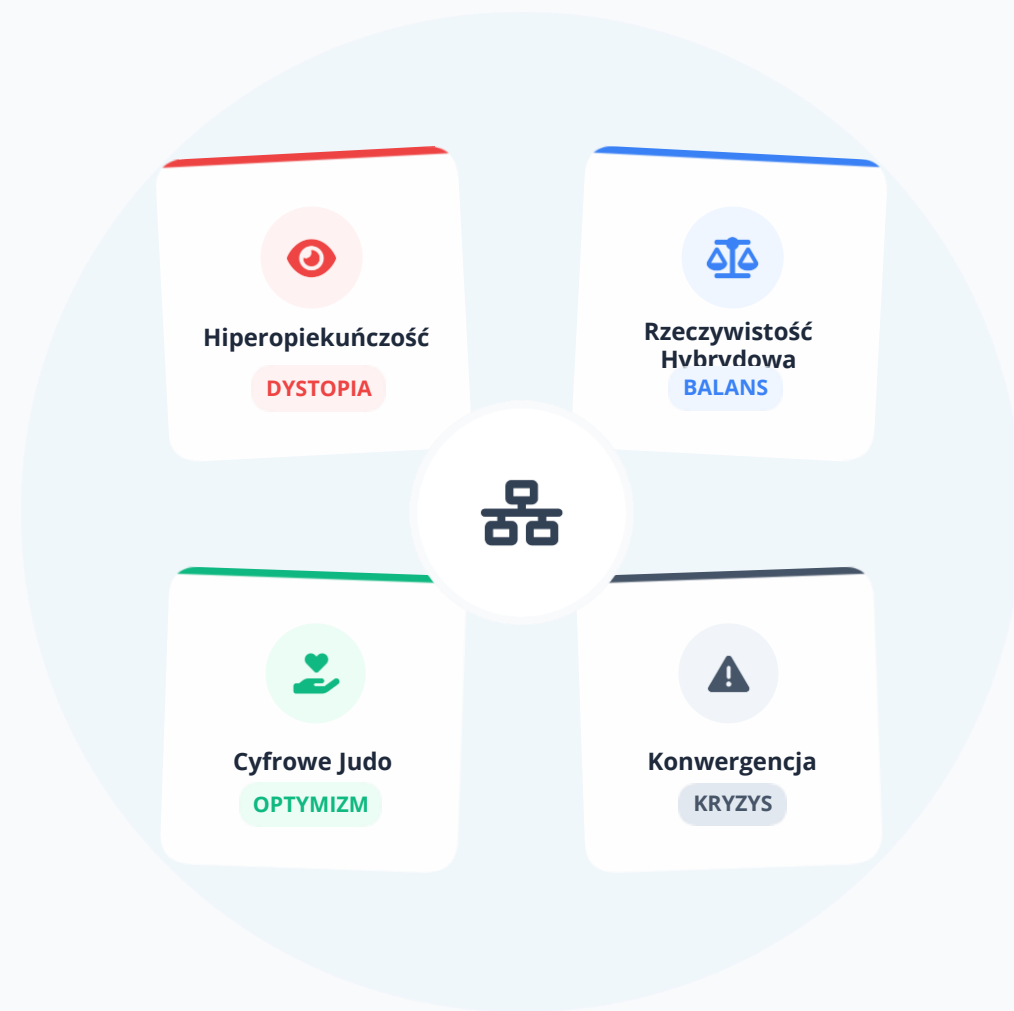 Hiperopiekuńczość
DYSTOPIA
Rzeczywistość
Hybrydowa
BALANS
Cyfrowe Judo
OPTYMIZM
Konwergencja
KRYZYS